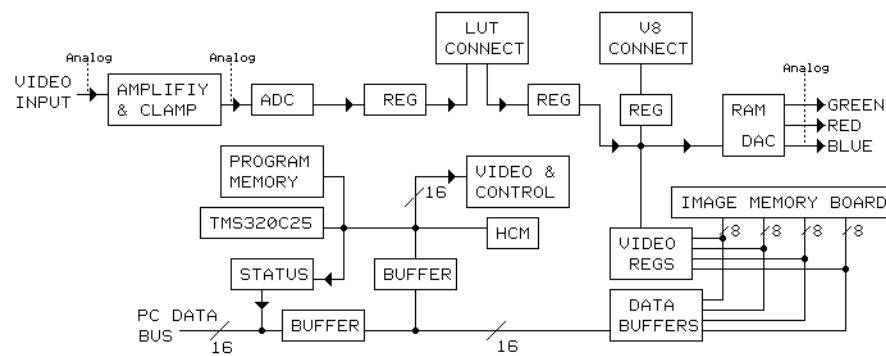 LUT
CONNECT
V8
CONNECT
Analog
Analog
Analog
VIDEO
INPUT
AMPLIFIY
& CLAMP
ADC
REG
REG
REG
RAM
DAC
GREEN
RED
BLUE
PROGRAM
MEMORY
VIDEO &
CONTROL
16
IMAGE MEMORY BOARD
TMS320C25
HCM
VIDEO
REGS
8
8
8
8
STATUS
BUFFER
PC DATA
BUS
16
BUFFER
16
DATA
BUFFERS